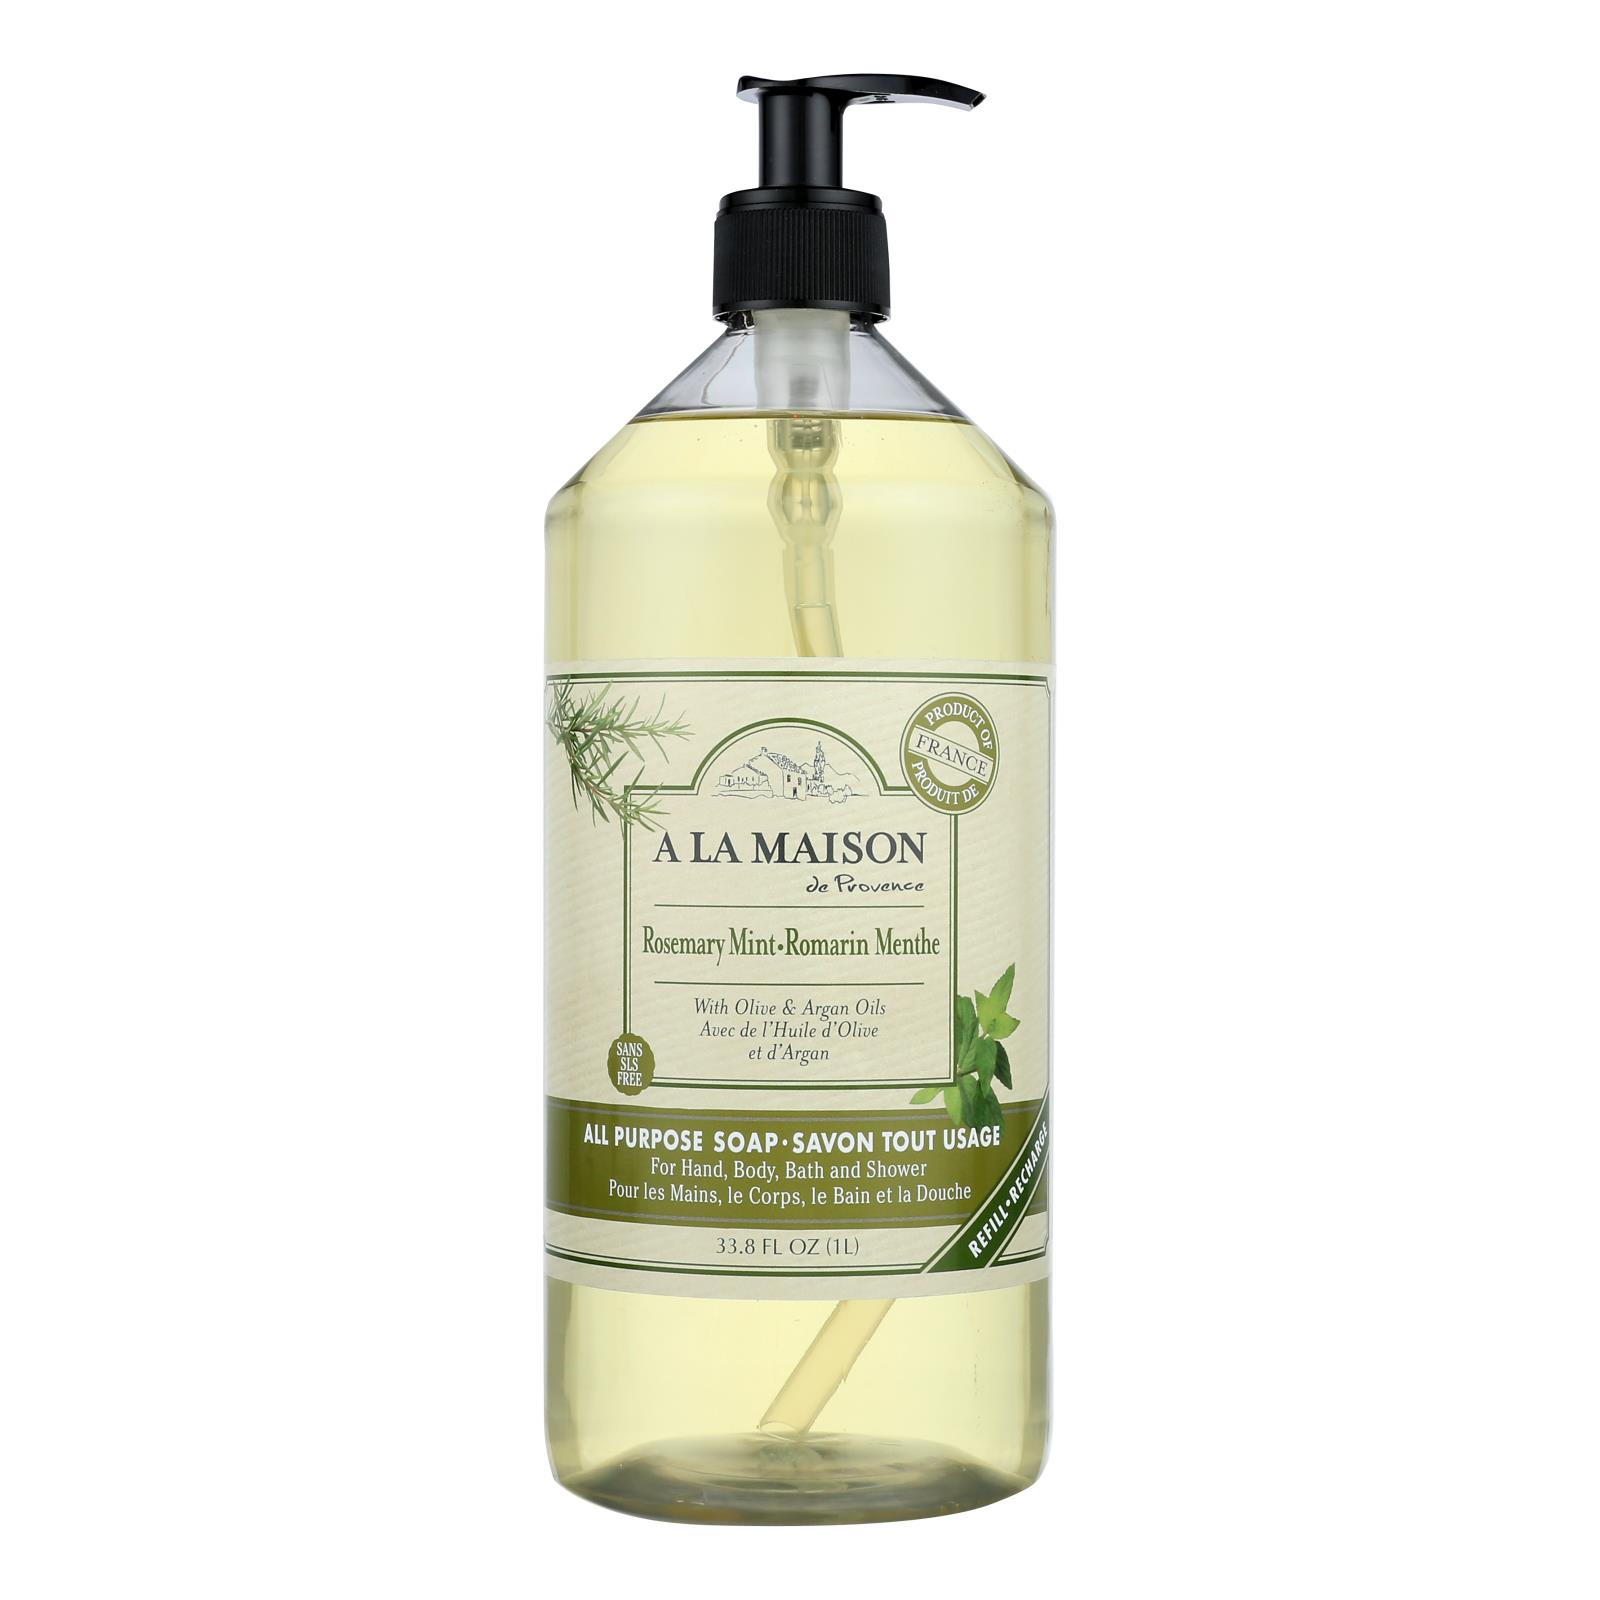 PRODUCT OF
FRANCE
PRODUIT DE
A LA MAISON
de Provence
Rosemary Mint•Romarin Menthe
With Olive & Argan Oils
Avec de l'Huile d'Olive
et d'Argan
SANS
SLS
FREE
ALL PURPOSE SOAP•SAVON TOUT USAGE
For Hand, Body, Bath and Shower
Pour les Mains, le Corps, le Bain et la Douche
REFILL•RECHARGE
33.8 FL OZ (1L)